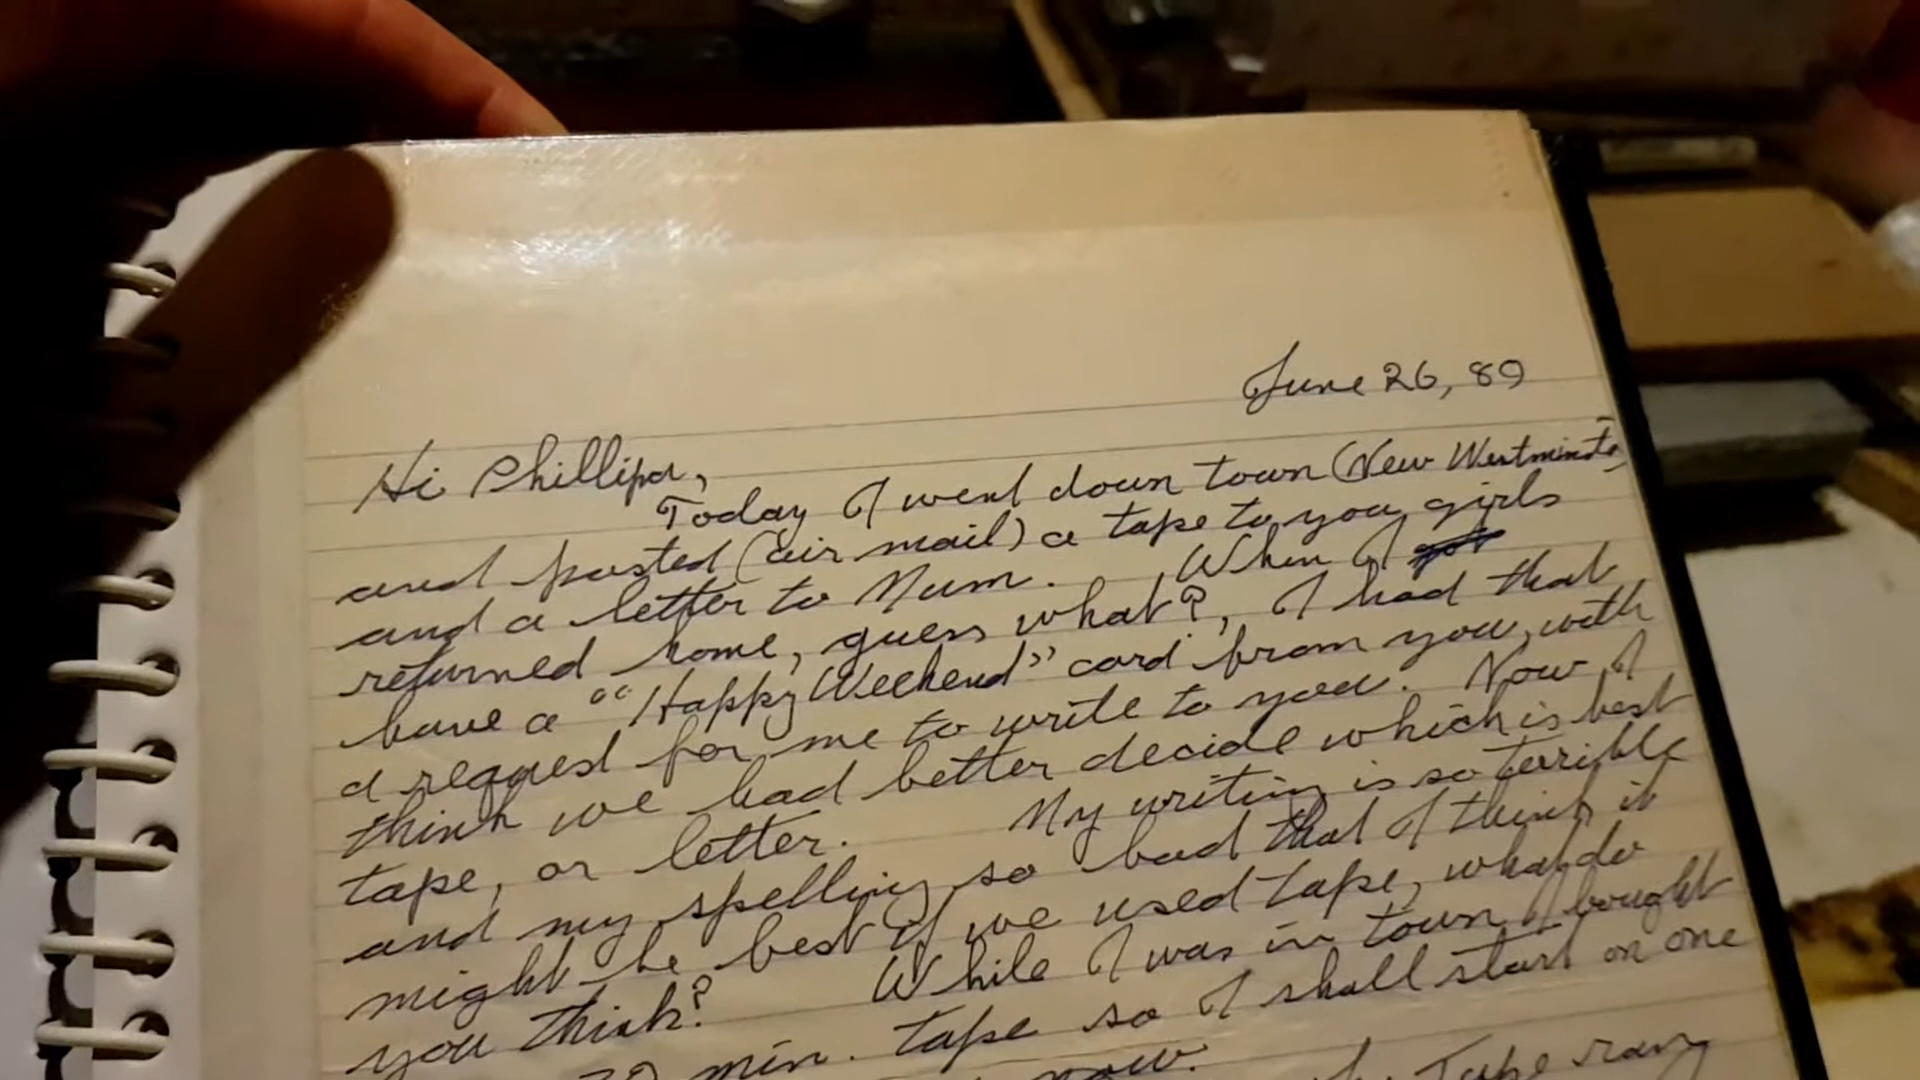 June 26, 89
Hi Phillipa,
Today I went down town (New Westminster
and posted (air mail) a tape to you girls
and a letter to Mum. When I
returned home, guess what?, I had that
have a "Happy Weekend" card from you, with
a request for me to write to you. Now I
think we had better decide which is best
tape, or letter. My writing is so terrible
and my spelling so bad that I think it
might be best if we used tape, what do
you think? While I was in town I bought
min. tape so I shall start on one
now. Tape ran